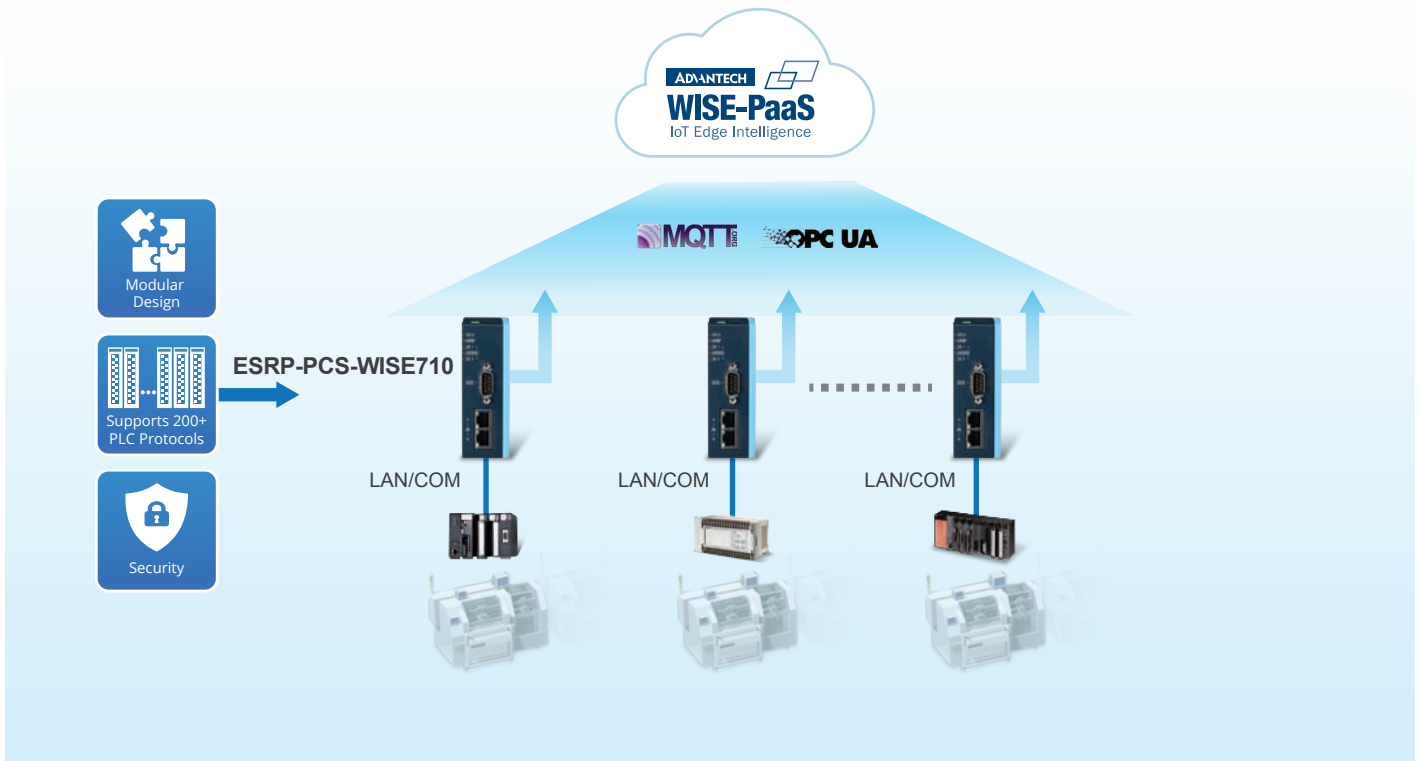 ADVANTECH
WISE-PaaS
IoT Edge Intelligence
MQTT.ORG
OPC UA
Modular
Design
Supports 200+
PLC Protocols
Security
ESRP-PCS-WISE710
LAN/COM
LAN/COM
LAN/COM